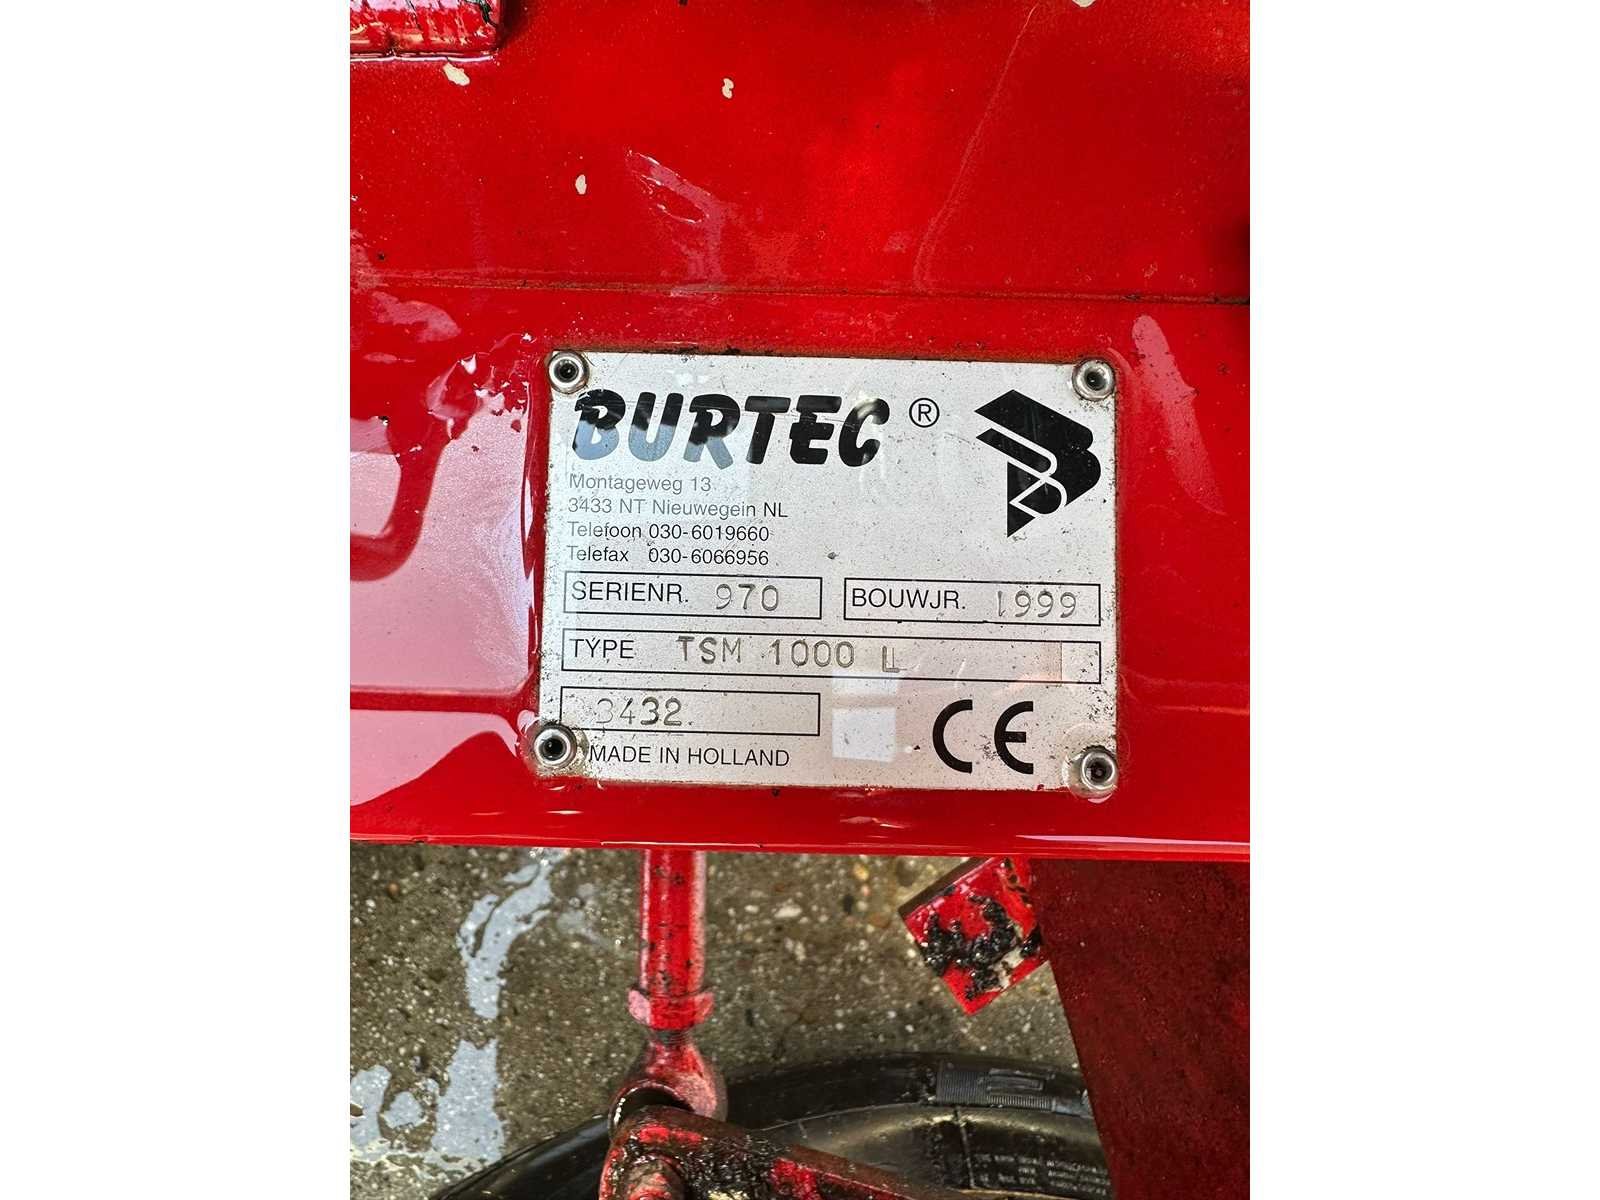 BURTEC ®
Montageweg 13
3433 NT Nieuwegein NL
Telefoon 030-6019660
Telefax 030-6066956
SERIENR. 970 BOUWJR. 1999
TYPE TSM 1000 L
3432
MADE IN HOLLAND CE